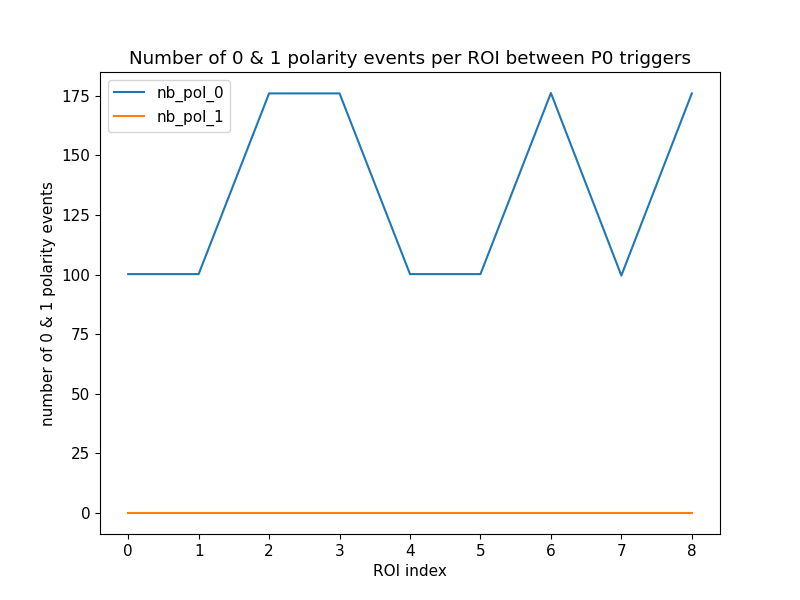 Number of 0 & 1 polarity events per ROI between P0 triggers
nb_pol_0
nb_pol_1
number of 0 & 1 polarity events
175
150
125
100
75
50
25
0
0 1 2 3 4 5 6 7 8
ROI index